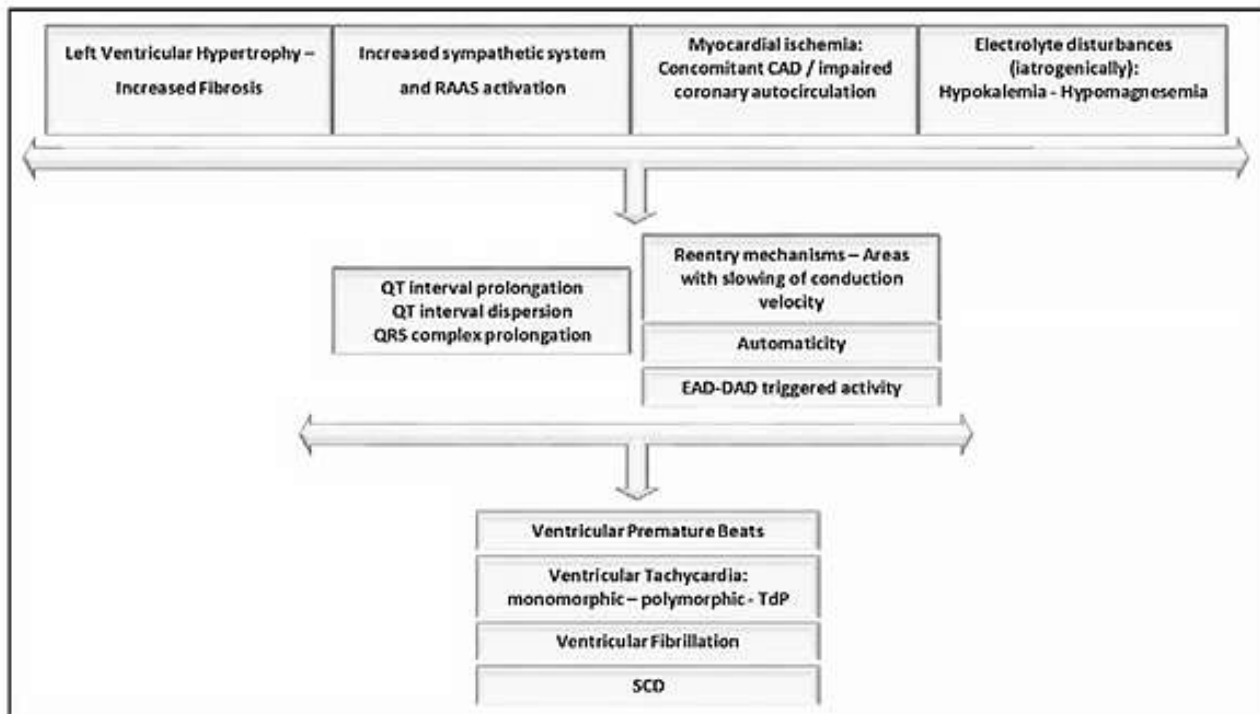 Left Ventricular Hypertrophy –
Increased Fibrosis
Increased sympathetic system
and RAAS activation
Myocardial ischemia:
Concomitant CAD / impaired
coronary autocirculation
Electrolyte disturbances
(iatrogenically):
Hypokalemia - Hypomagnesemia
QT interval prolongation
QT interval dispersion
QRS complex prolongation
Reentry mechanisms – Areas
with slowing of conduction
velocity
Automaticity
EAD-DAD triggered activity
Ventricular Premature Beats
Ventricular Tachycardia:
monomorphic – polymorphic - TdP
Ventricular Fibrillation
SCD